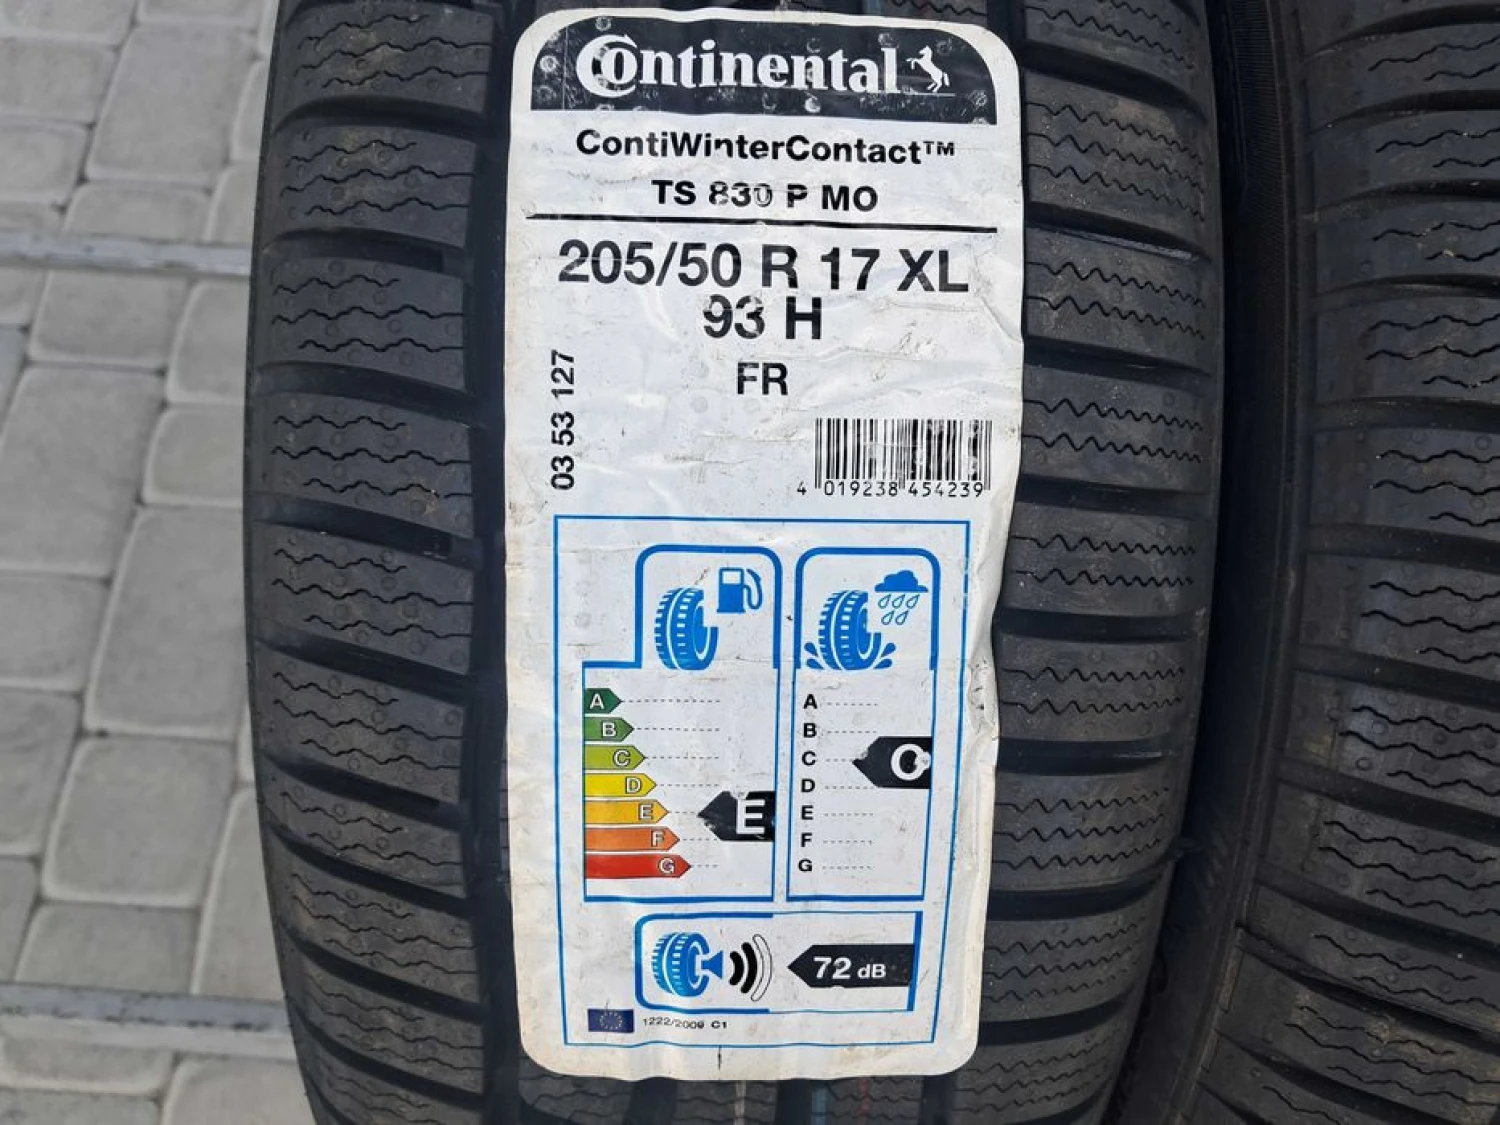 Continental
ContiWinterContact™
TS 830 P MO
205/50 R 17 XL
93 H
FR
03 53 127
4 019238 454239
A
B
C
D
E
F
G
E
A
B
C
D
E
F
G
C
72 dB
1222/2009 C1